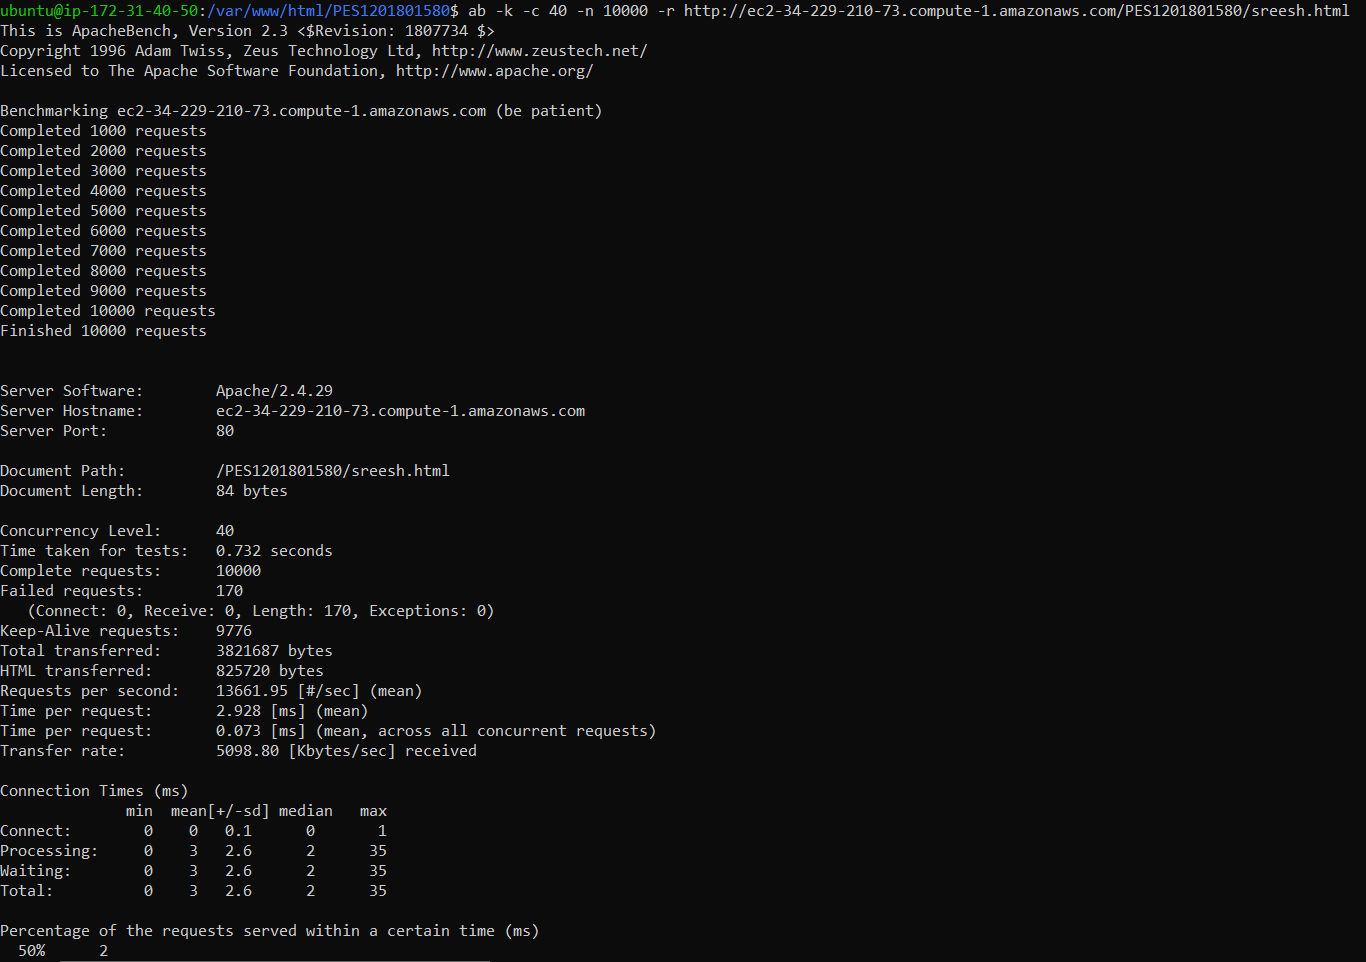 ubuntu@ip-172-31-40-50:/var/www/html/PES1201801580$ ab -k -c 40 -n 10000 -r http://ec2-34-229-210-73.compute-1.amazonaws.com/PES1201801580/sreesh.html
This is ApacheBench, Version 2.3 <$Revision: 1807734 $>
Copyright 1996 Adam Twiss, Zeus Technology Ltd, http://www.zeustech.net/
Licensed to The Apache Software Foundation, http://www.apache.org/

Benchmarking ec2-34-229-210-73.compute-1.amazonaws.com (be patient)
Completed 1000 requests
Completed 2000 requests
Completed 3000 requests
Completed 4000 requests
Completed 5000 requests
Completed 6000 requests
Completed 7000 requests
Completed 8000 requests
Completed 9000 requests
Completed 10000 requests
Finished 10000 requests


Server Software:        Apache/2.4.29
Server Hostname:        ec2-34-229-210-73.compute-1.amazonaws.com
Server Port:            80

Document Path:          /PES1201801580/sreesh.html
Document Length:        84 bytes

Concurrency Level:      40
Time taken for tests:   0.732 seconds
Complete requests:      10000
Failed requests:        170
   (Connect: 0, Receive: 0, Length: 170, Exceptions: 0)
Keep-Alive requests:    9776
Total transferred:      3821687 bytes
HTML transferred:       825720 bytes
Requests per second:    13661.95 [#/sec] (mean)
Time per request:       2.928 [ms] (mean)
Time per request:       0.073 [ms] (mean, across all concurrent requests)
Transfer rate:          5098.80 [Kbytes/sec] received

Connection Times (ms)
              min  mean[+/-sd] median   max
Connect:        0    0   0.1      0       1
Processing:     0    3   2.6      2      35
Waiting:        0    3   2.6      2      35
Total:          0    3   2.6      2      35

Percentage of the requests served within a certain time (ms)
  50%      2